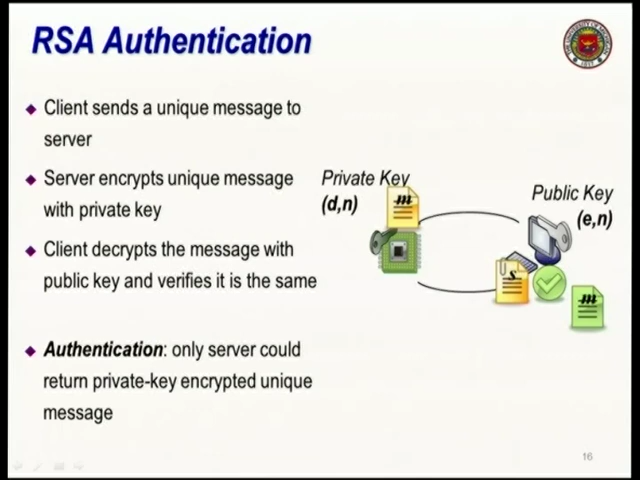 RSA Authentication
Client sends a unique message to
server
Server encrypts unique message
with private key
Client decrypts the message with
public key and verifies it is the same
Authentication: only server could
return private-key encrypted unique
message
Private Key
(d,n)
m
Public Key
(e,n)
s
m
16